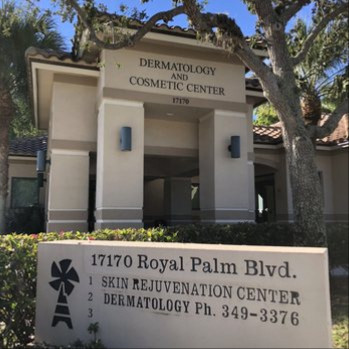 DERMATOLOGY
AND
COSMETIC CENTER
17170
17170 Royal Palm Blvd.
1
2 SKIN REJUVENATION CENTER
3 DERMATOLOGY Ph. 349-3376